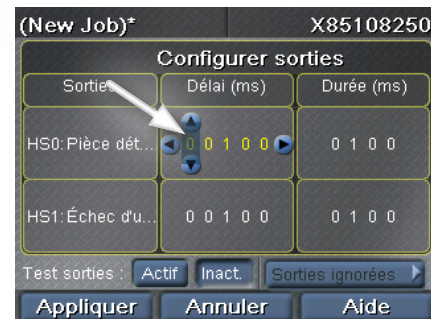 (New Job)* X85108250
Configurer sorties
Sorties Délai (ms) Durée (ms)
HS0: Pièce dét... 0 0 1 0 0 0 1 0 0
HS1: Échec d'u... 0 0 1 0 0 0 1 0 0
Test sorties : Actif Inact. Sorties ignorées
Appliquer Annuler Aide